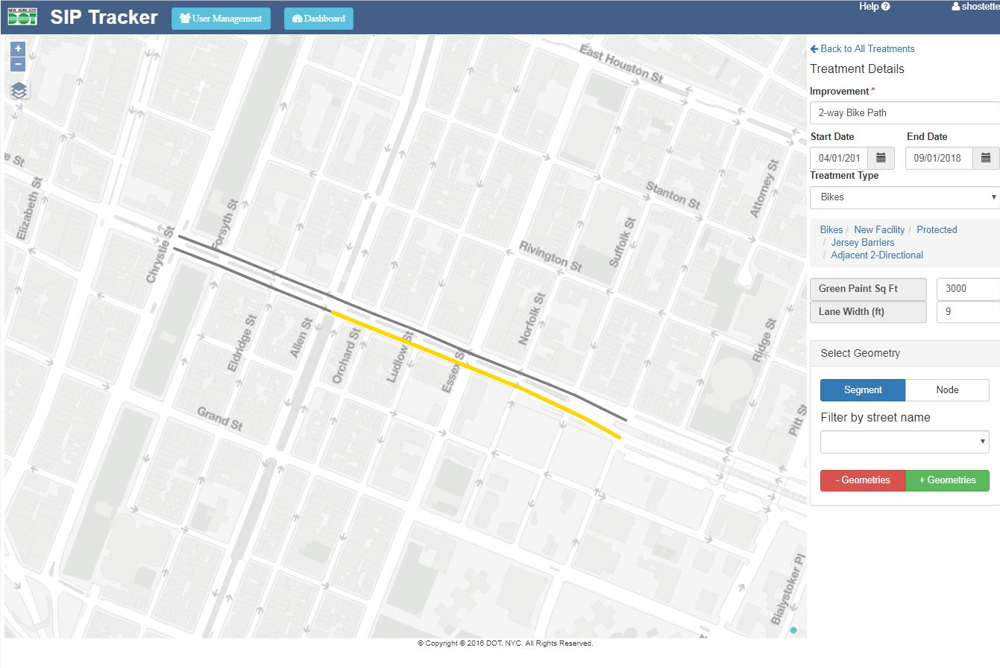 NEW YORK CITY
DOT
SIP Tracker
User Management
Dashboard
Help
shostette
+
−
East Houston St
Attorney St
Stanton St
Suffolk St
Rivington St
Norfolk St
Ridge St
Pitt St
e St
Elizabeth St
Forsyth St
Chrystie St
Eldridge St
Allen St
Orchard St
Ludlow St
Essex St
Grand St
Bialystoker Pl
© Copyright © 2016 DOT, NYC. All Rights Reserved.
Back to All Treatments
Treatment Details
Improvement *
2-way Bike Path
Start Date End Date
04/01/201 09/01/2018
Treatment Type
Bikes
Bikes / New Facility / Protected
/ Jersey Barriers
/ Adjacent 2-Directional
Green Paint Sq Ft 3000
Lane Width (ft) 9
Select Geometry
Segment Node
Filter by street name
- Geometries + Geometries